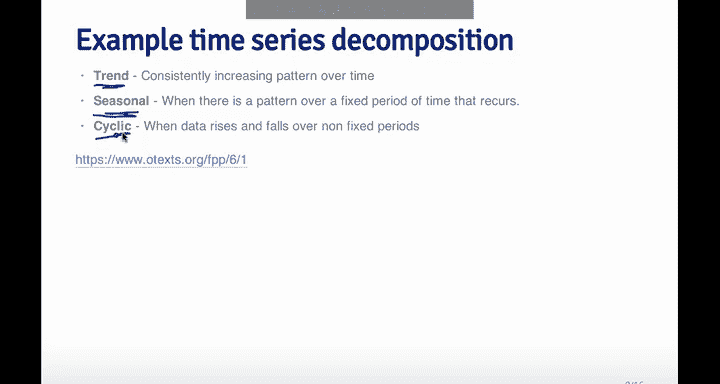 Example time series decomposition
· Trend - Consistently increasing pattern over time
· Seasonal - When there is a pattern over a fixed period of time that recurs.
· Cyclic - When data rises and falls over non fixed periods
https://www.otexts.org/fpp/6/1